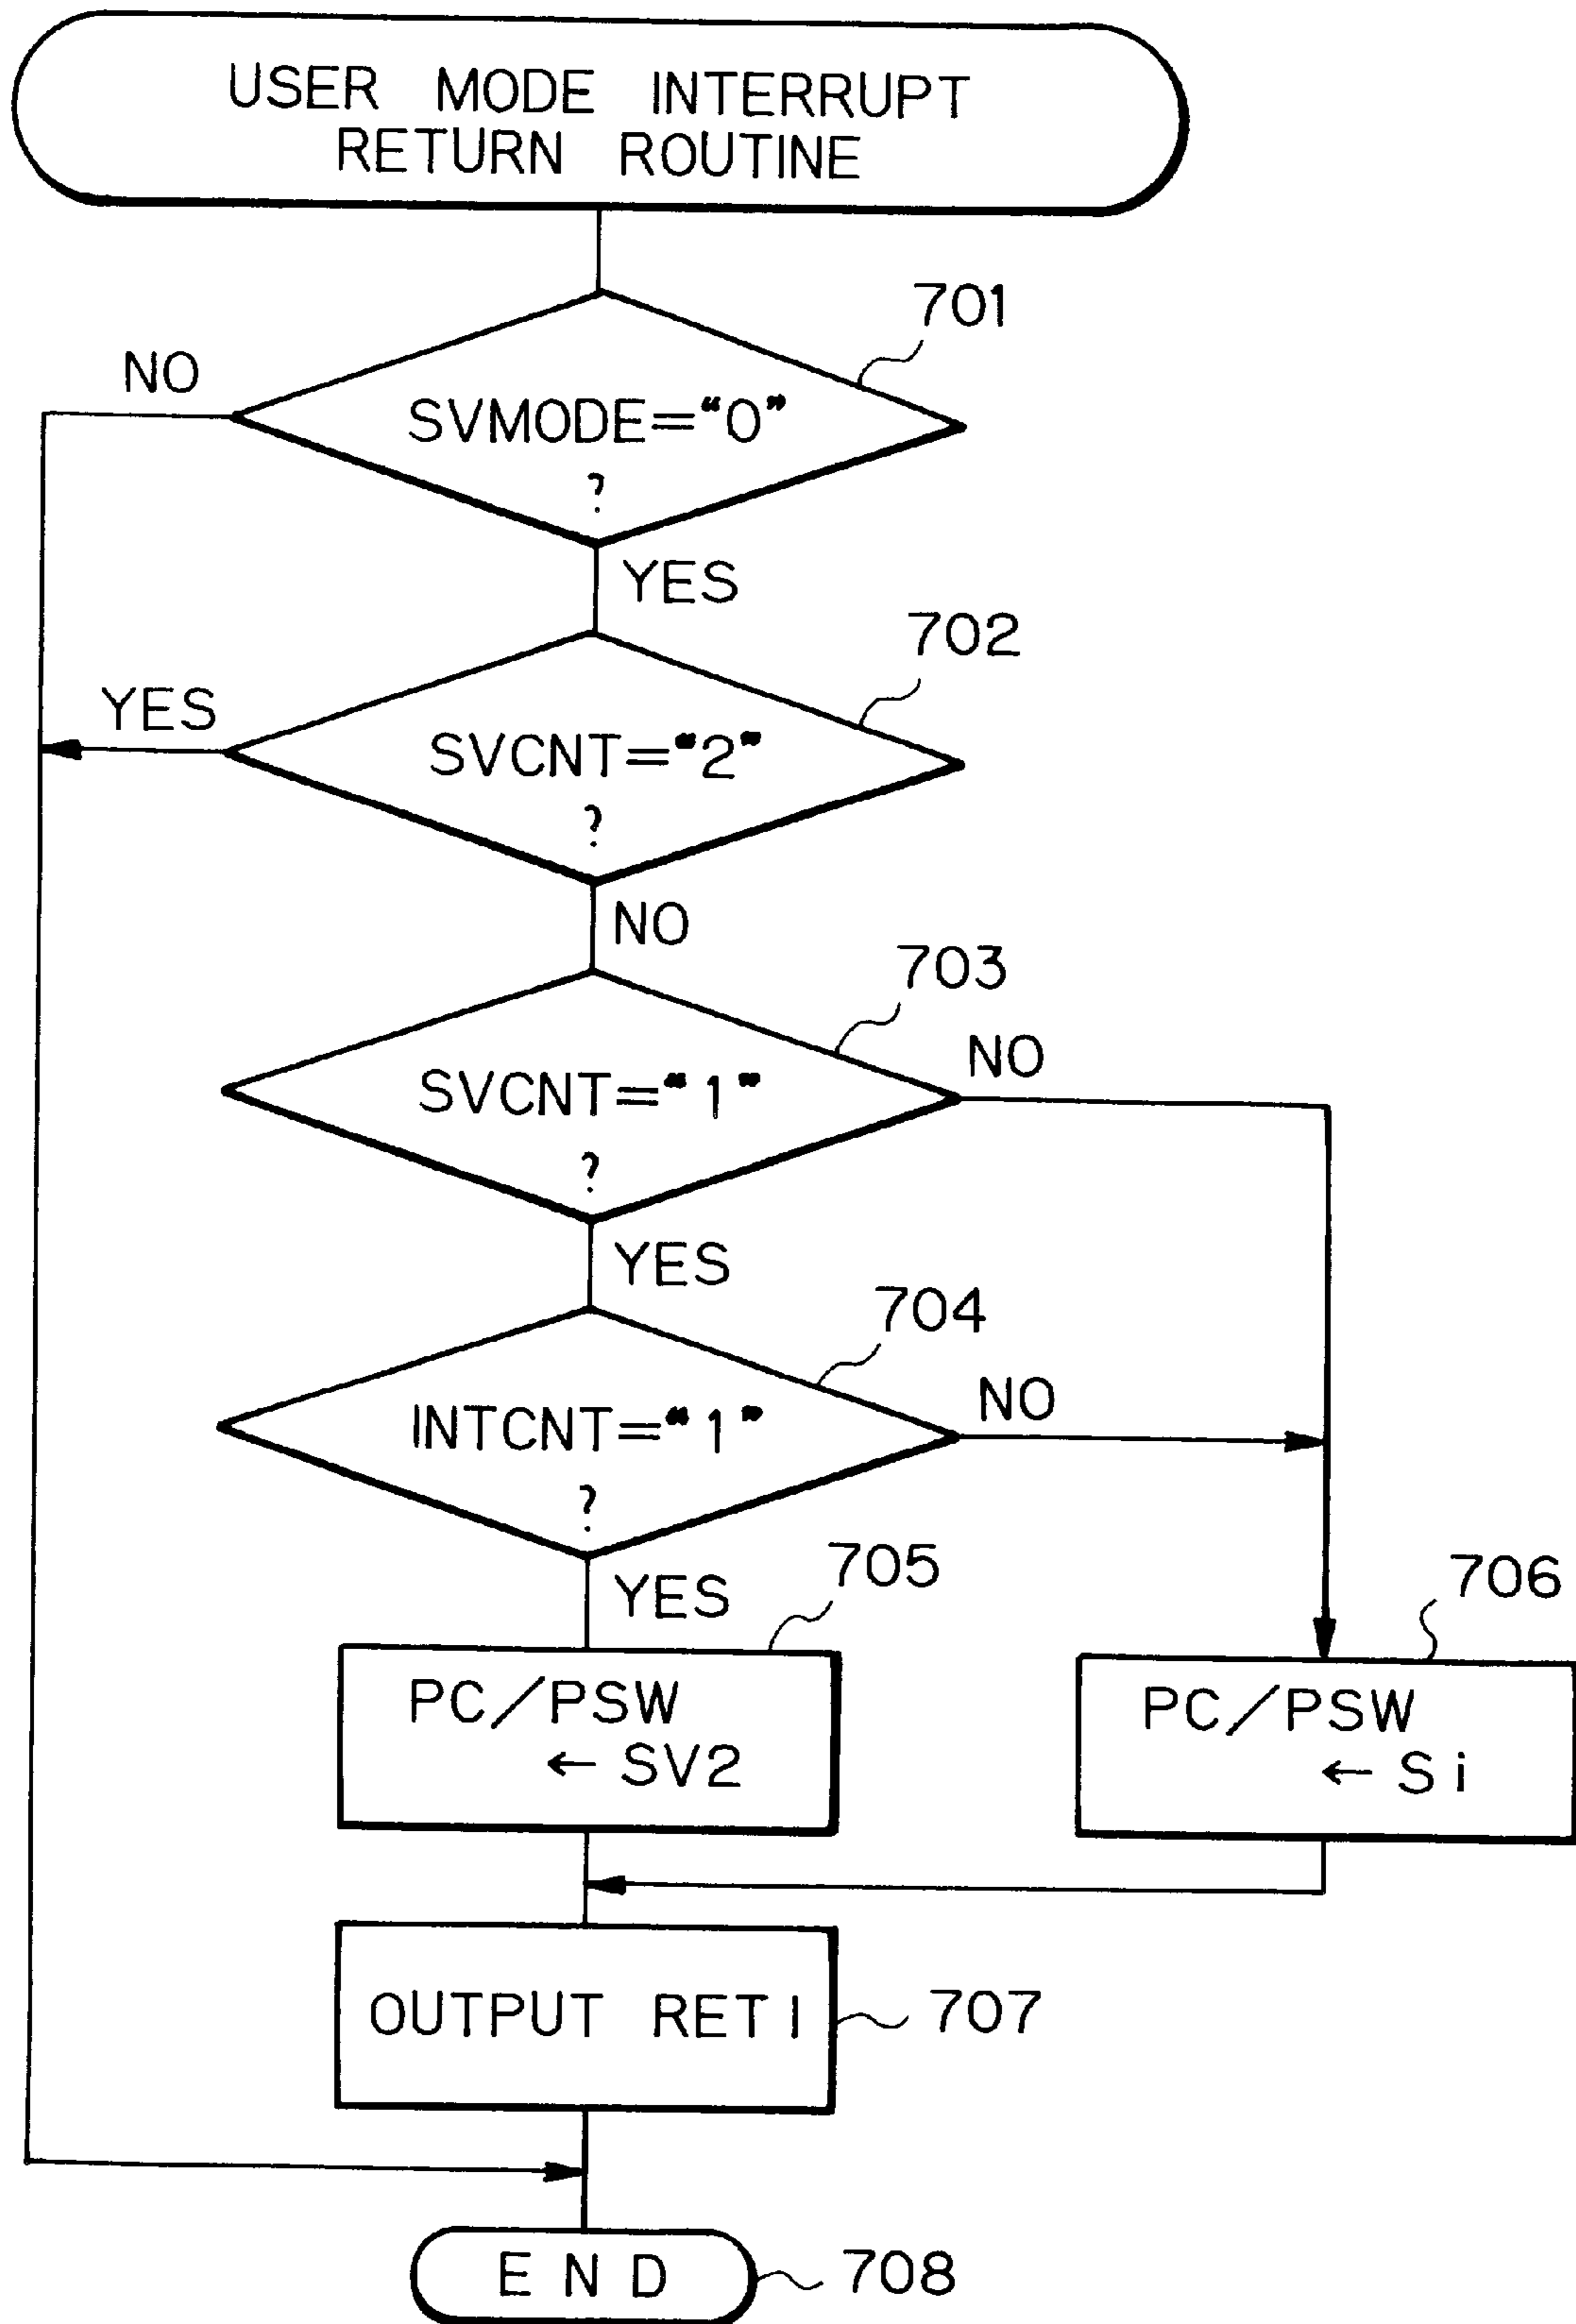 USER MODE INTERRUPT
RETURN ROUTINE
701
NO
SVMODE=“0”
?
YES
702
YES
SVCNT=“2”
?
NO
703
NO
SVCNT=“1”
?
YES
704
NO
INTCNT=“1”
?
YES
705
706
PC/PSW
← SV2
PC/PSW
← Si
OUTPUT RETI
707
END
708